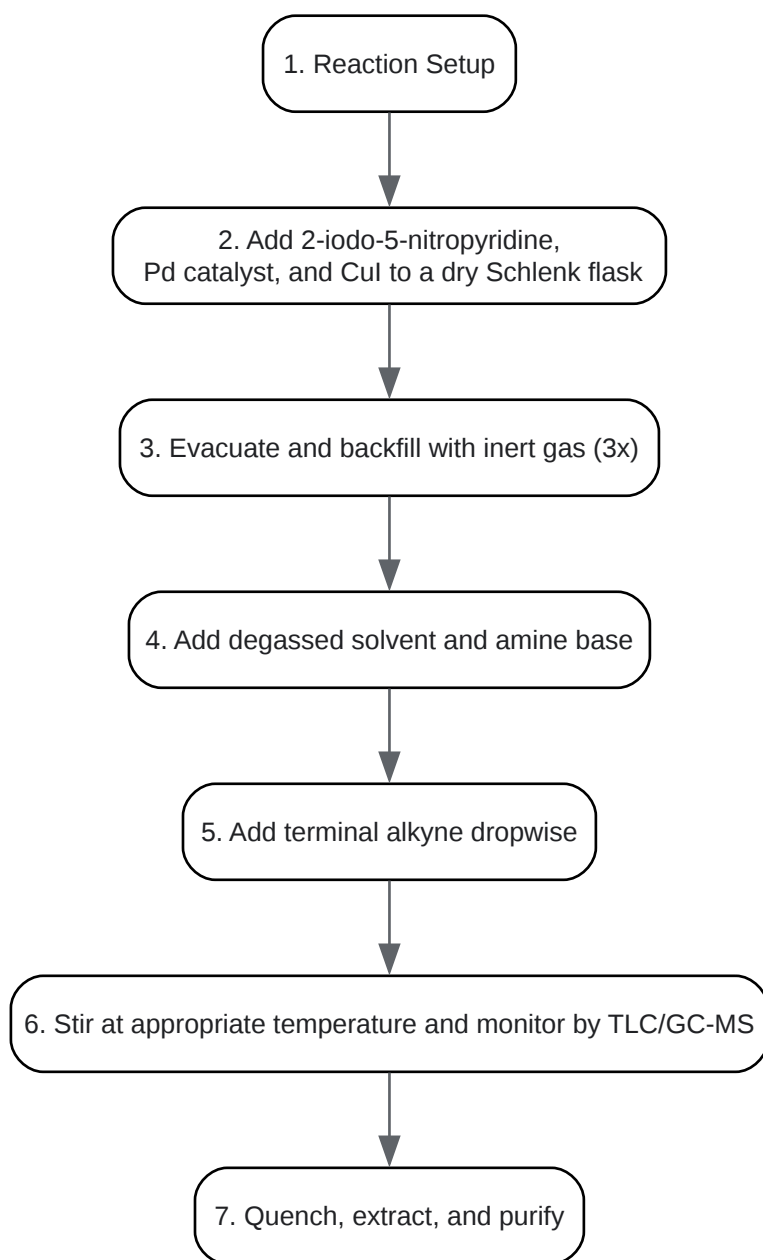 1. Reaction Setup
2. Add 2-iodo-5-nitropyridine,
Pd catalyst, and CuI to a dry Schlenk flask
3. Evacuate and backfill with inert gas (3x)
4. Add degassed solvent and amine base
5. Add terminal alkyne dropwise
6. Stir at appropriate temperature and monitor by TLC/GC-MS
7. Quench, extract, and purify